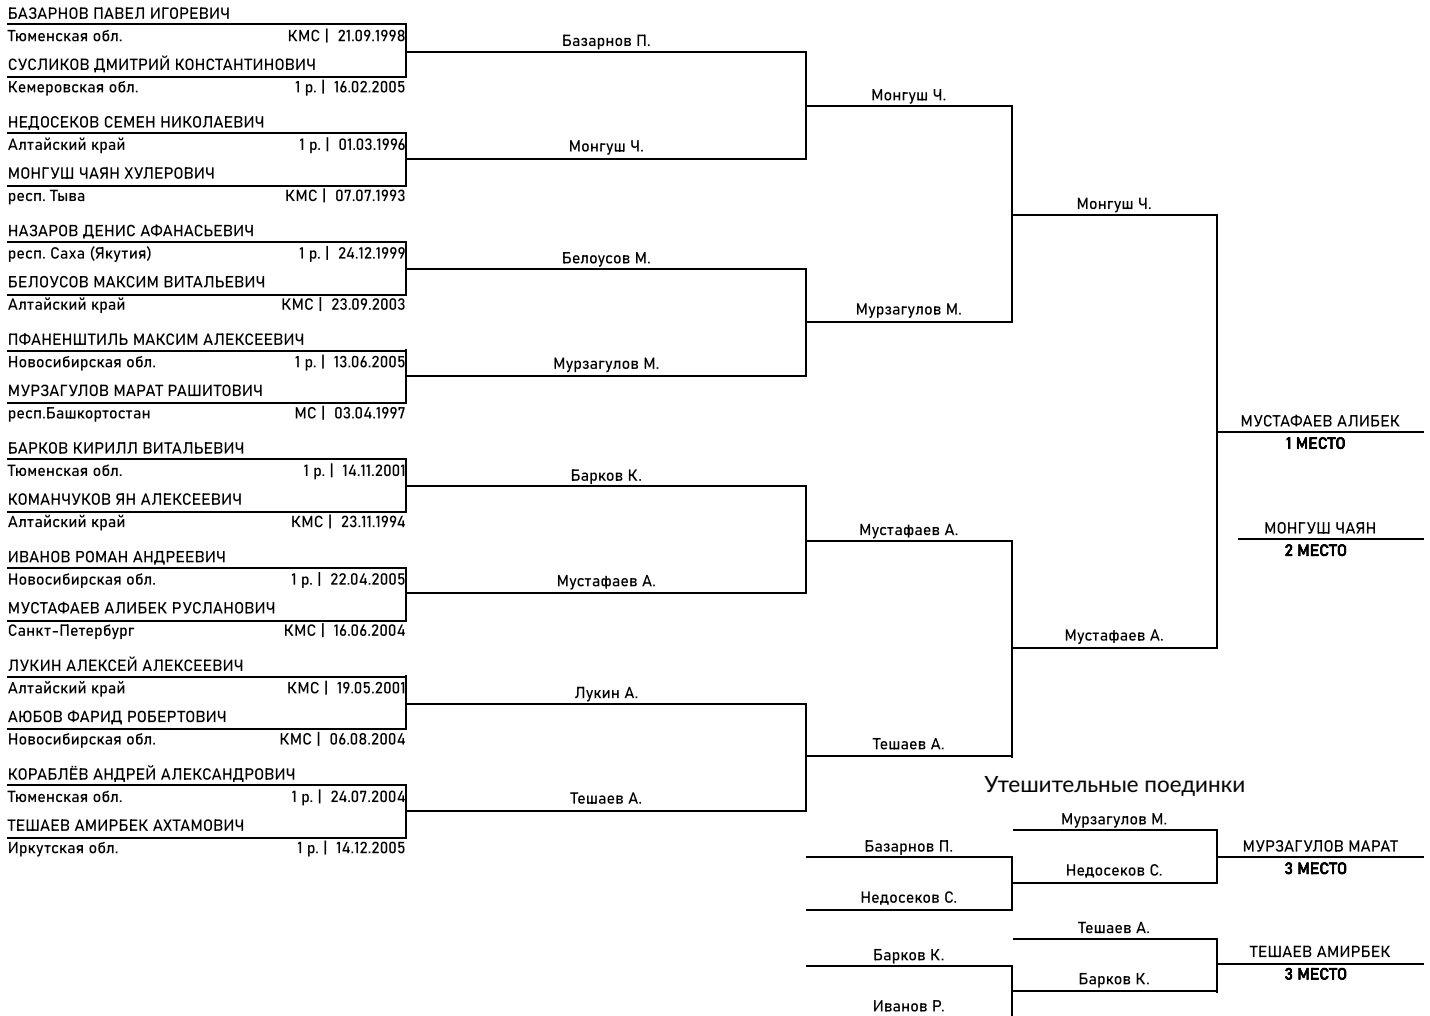 БАЗАРНОВ ПАВЕЛ ИГОРЕВИЧ
Тюменская обл. КМС | 21.09.1998
СУСЛИКОВ ДМИТРИЙ КОНСТАНТИНОВИЧ
Кемеровская обл. 1 р. | 16.02.2005
НЕДОСЕКОВ СЕМЕН НИКОЛАЕВИЧ
Алтайский край 1 р. | 01.03.1996
МОНГУШ ЧАЯН ХУЛЕРОВИЧ
респ. Тыва КМС | 07.07.1993
НАЗАРОВ ДЕНИС АФАНАСЬЕВИЧ
респ. Саха (Якутия) 1 р. | 24.12.1999
БЕЛОУСОВ МАКСИМ ВИТАЛЬЕВИЧ
Алтайский край КМС | 23.09.2003
ПФАНЕНШТИЛЬ МАКСИМ АЛЕКСЕЕВИЧ
Новосибирская обл. 1 р. | 13.06.2005
МУРЗАГУЛОВ МАРАТ РАШИТОВИЧ
респ.Башкортостан МС | 03.04.1997
БАРКОВ КИРИЛЛ ВИТАЛЬЕВИЧ
Тюменская обл. 1 р. | 14.11.2001
КОМАНЧУКОВ ЯН АЛЕКСЕЕВИЧ
Алтайский край КМС | 23.11.1994
ИВАНОВ РОМАН АНДРЕЕВИЧ
Новосибирская обл. 1 р. | 22.04.2005
МУСТАФАЕВ АЛИБЕК РУСЛАНОВИЧ
Санкт-Петербург КМС | 16.06.2004
ЛУКИН АЛЕКСЕЙ АЛЕКСЕЕВИЧ
Алтайский край КМС | 19.05.2001
АЮБОВ ФАРИД РОБЕРТОВИЧ
Новосибирская обл. КМС | 06.08.2004
КОРАБЛЁВ АНДРЕЙ АЛЕКСАНДРОВИЧ
Тюменская обл. 1 р. | 24.07.2004
ТЕШАЕВ АМИРБЕК АХТАМОВИЧ
Иркутская обл. 1 р. | 14.12.2005
Базарнов П.
Монгуш Ч.
Белоусов М.
Мурзагулов М.
Барков К.
Мустафаев А.
Лукин А.
Тешаев А.
Монгуш Ч.
Мурзагулов М.
Мустафаев А.
Тешаев А.
Монгуш Ч.
Мустафаев А.
МУСТАФАЕВ АЛИБЕК
1 МЕСТО
МОНГУШ ЧАЯН
2 МЕСТО
Утешительные поединки
Базарнов П.
Недосеков С.
Мурзагулов М.
Недосеков С.
МУРЗАГУЛОВ МАРАТ
3 МЕСТО
Барков К.
Иванов Р.
Тешаев А.
Барков К.
ТЕШАЕВ АМИРБЕК
3 МЕСТО